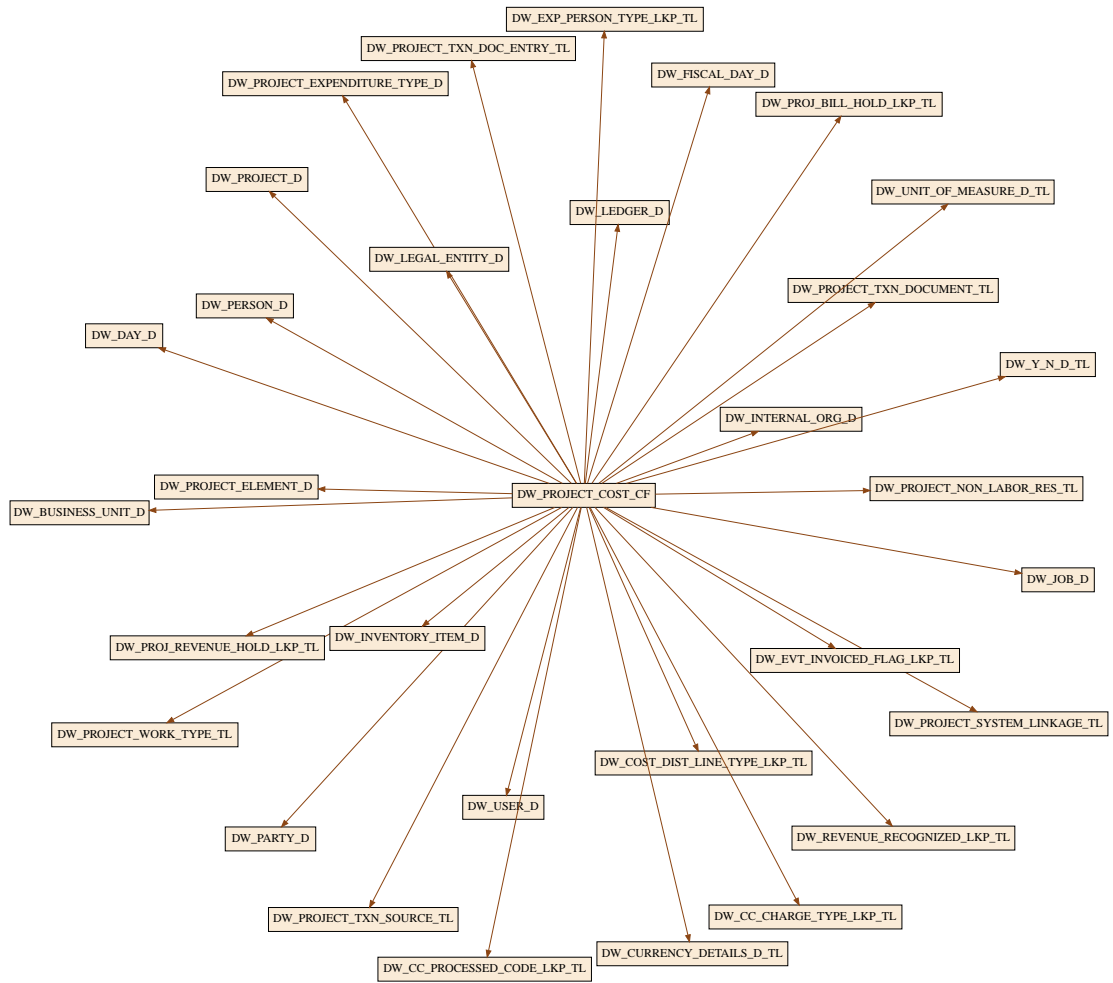 DW_EXP_PERSON_TYPE_LKP_TL
DW_PROJECT_TXN_DOC_ENTRY_TL
DW_FISCAL_DAY_D
DW_PROJECT_EXPENDITURE_TYPE_D
DW_PROJ_BILL_HOLD_LKP_TL
DW_PROJECT_D
DW_UNIT_OF_MEASURE_D_TL
DW_LEDGER_D
DW_LEGAL_ENTITY_D
DW_PROJECT_TXN_DOCUMENT_TL
DW_PERSON_D
DW_DAY_D
DW_Y_N_D_TL
DW_INTERNAL_ORG_D
DW_PROJECT_ELEMENT_D
DW_PROJECT_NON_LABOR_RES_TL
DW_PROJECT_COST_CF
DW_BUSINESS_UNIT_D
DW_JOB_D
DW_INVENTORY_ITEM_D
DW_PROJ_REVENUE_HOLD_LKP_TL
DW_EVT_INVOICED_FLAG_LKP_TL
DW_PROJECT_SYSTEM_LINKAGE_TL
DW_PROJECT_WORK_TYPE_TL
DW_COST_DIST_LINE_TYPE_LKP_TL
DW_USER_D
DW_PARTY_D
DW_REVENUE_RECOGNIZED_LKP_TL
DW_CC_CHARGE_TYPE_LKP_TL
DW_PROJECT_TXN_SOURCE_TL
DW_CURRENCY_DETAILS_D_TL
DW_CC_PROCESSED_CODE_LKP_TL